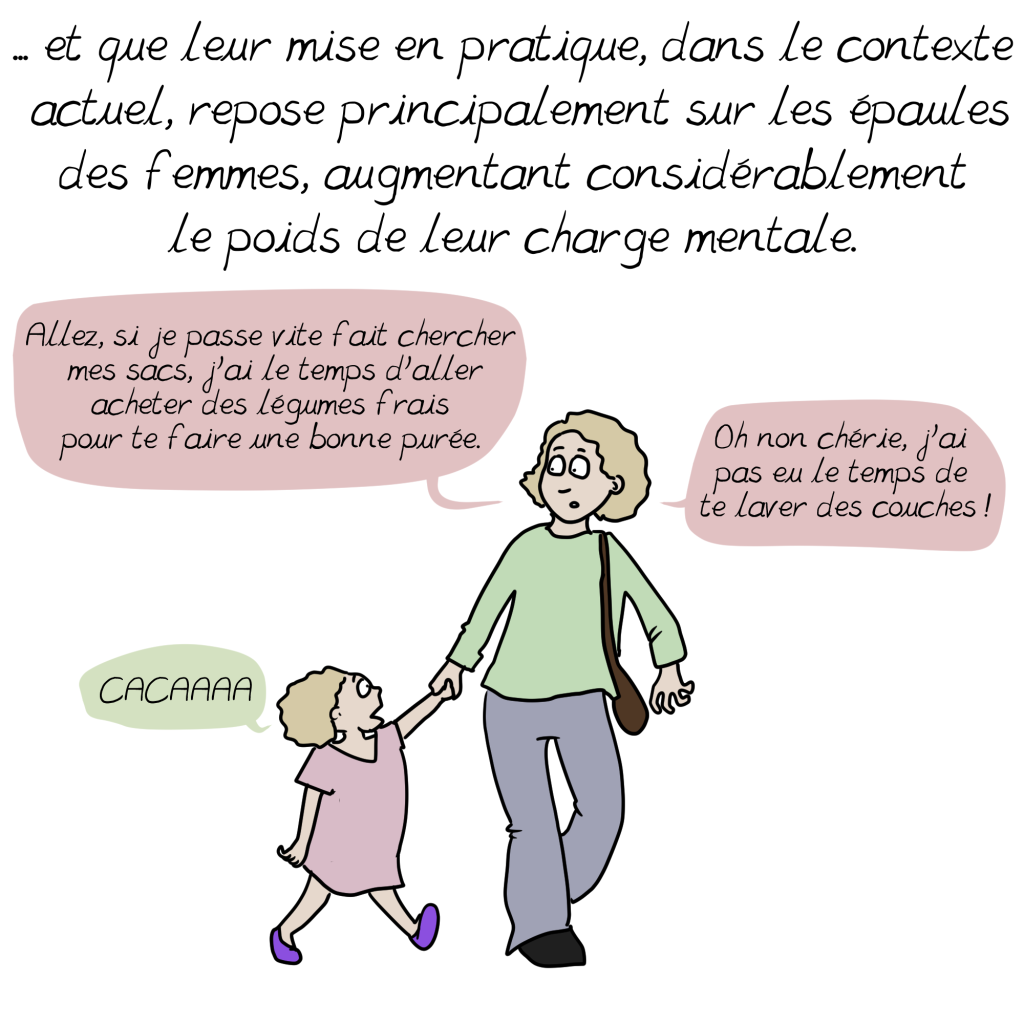 ... et que leur mise en pratique, dans le contexte
actuel, repose principalement sur les épaules
des femmes, augmentant considérablement
le poids de leur charge mentale.
Allez, si je passe vite fait chercher
mes sacs, j'ai le temps d'aller
acheter des légumes frais
pour te faire une bonne purée.
Oh non chérie, j'ai
pas eu le temps de
te laver des couches !
CACAAAA